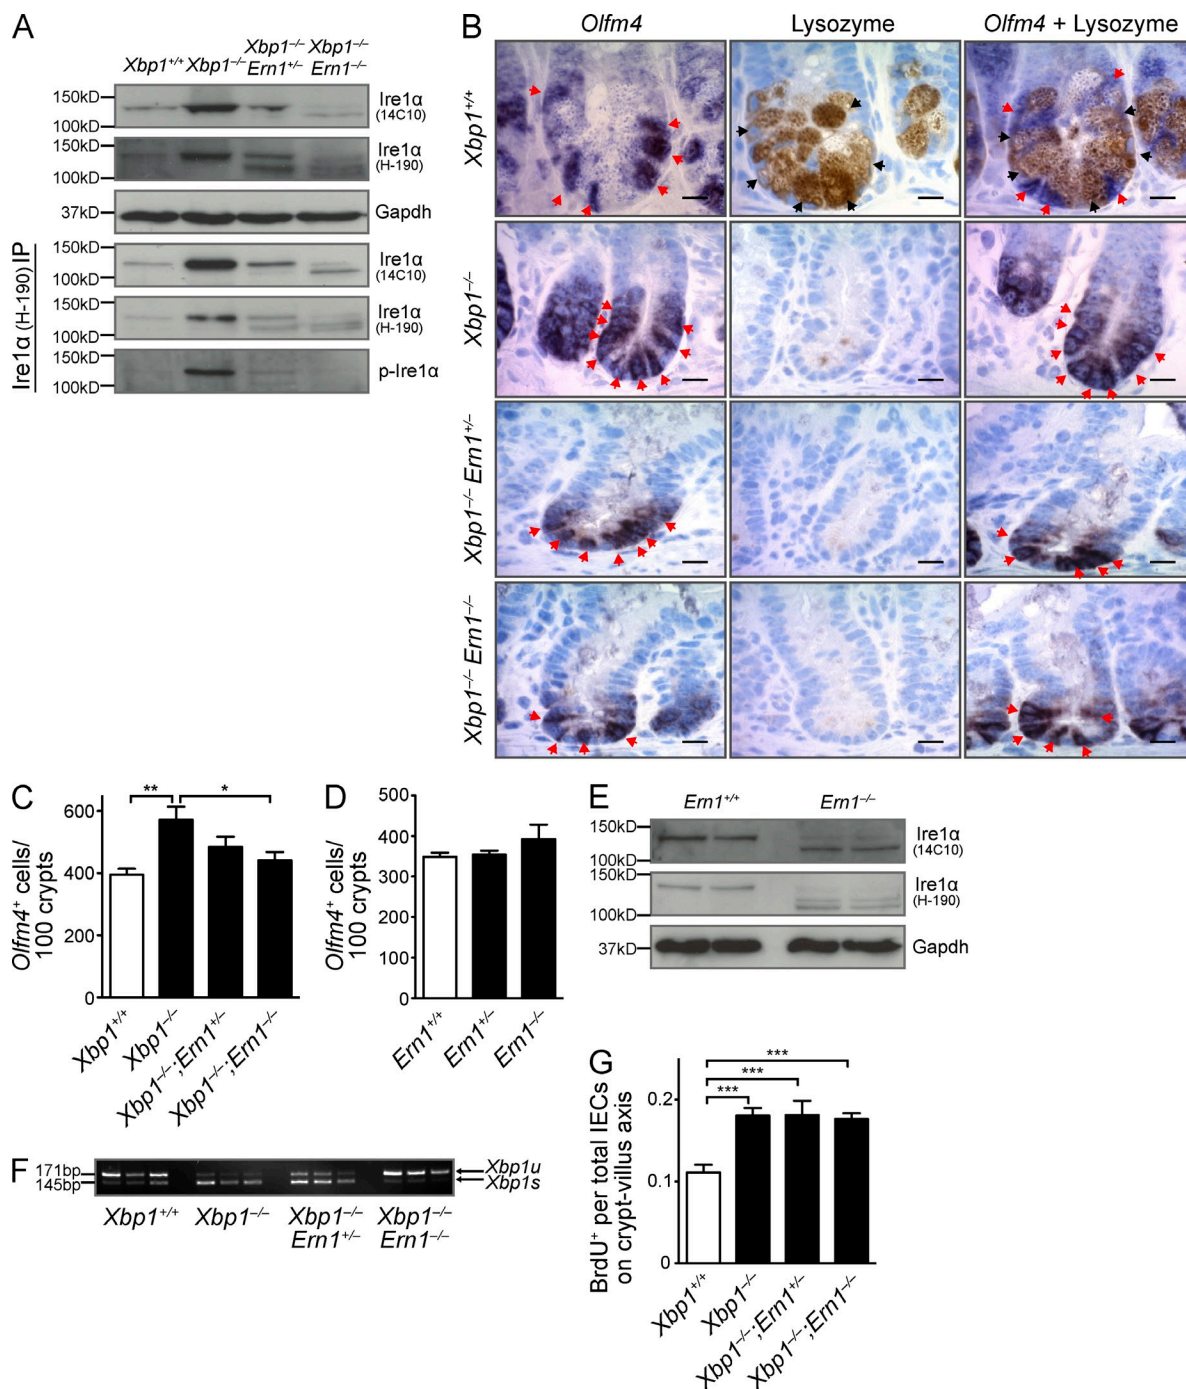 A
Xbp1+/+ Xbp1−/− Xbp1−/− Ern1+/− Xbp1−/− Ern1−/−
150kD
100kD
Ire1α (14C10)
150kD
100kD
Ire1α (H-190)
37kD
Gapdh
Ire1α (H-190) IP
150kD
100kD
Ire1α (14C10)
150kD
100kD
Ire1α (H-190)
150kD
100kD
p-Ire1α
B
Olfm4
Lysozyme
Olfm4 + Lysozyme
Xbp1+/+
Xbp1−/−
Xbp1−/− Ern1+/−
Xbp1−/− Ern1−/−
C
Olfm4+ cells/
100 crypts
600
400
200
0
**
*
Xbp1+/+
Xbp1−/−
Xbp1−/−;Ern1+/−
Xbp1−/−;Ern1−/−
D
Olfm4+ cells/
100 crypts
500
400
300
200
100
0
Ern1+/+
Ern1+/−
Ern1−/−
E
Ern1+/+
Ern1−/−
150kD
100kD
Ire1α
(14C10)
150kD
100kD
Ire1α
(H-190)
37kD
Gapdh
F
171bp
145bp
Xbp1u
Xbp1s
Xbp1+/+
Xbp1−/−
Xbp1−/−
Ern1+/−
Xbp1−/−
Ern1−/−
G
BrdU+ per total IECs
on crypt-villus axis
0.2
0.1
0
***
***
***
Xbp1+/+
Xbp1−/−
Xbp1−/−;Ern1+/−
Xbp1−/−;Ern1−/−